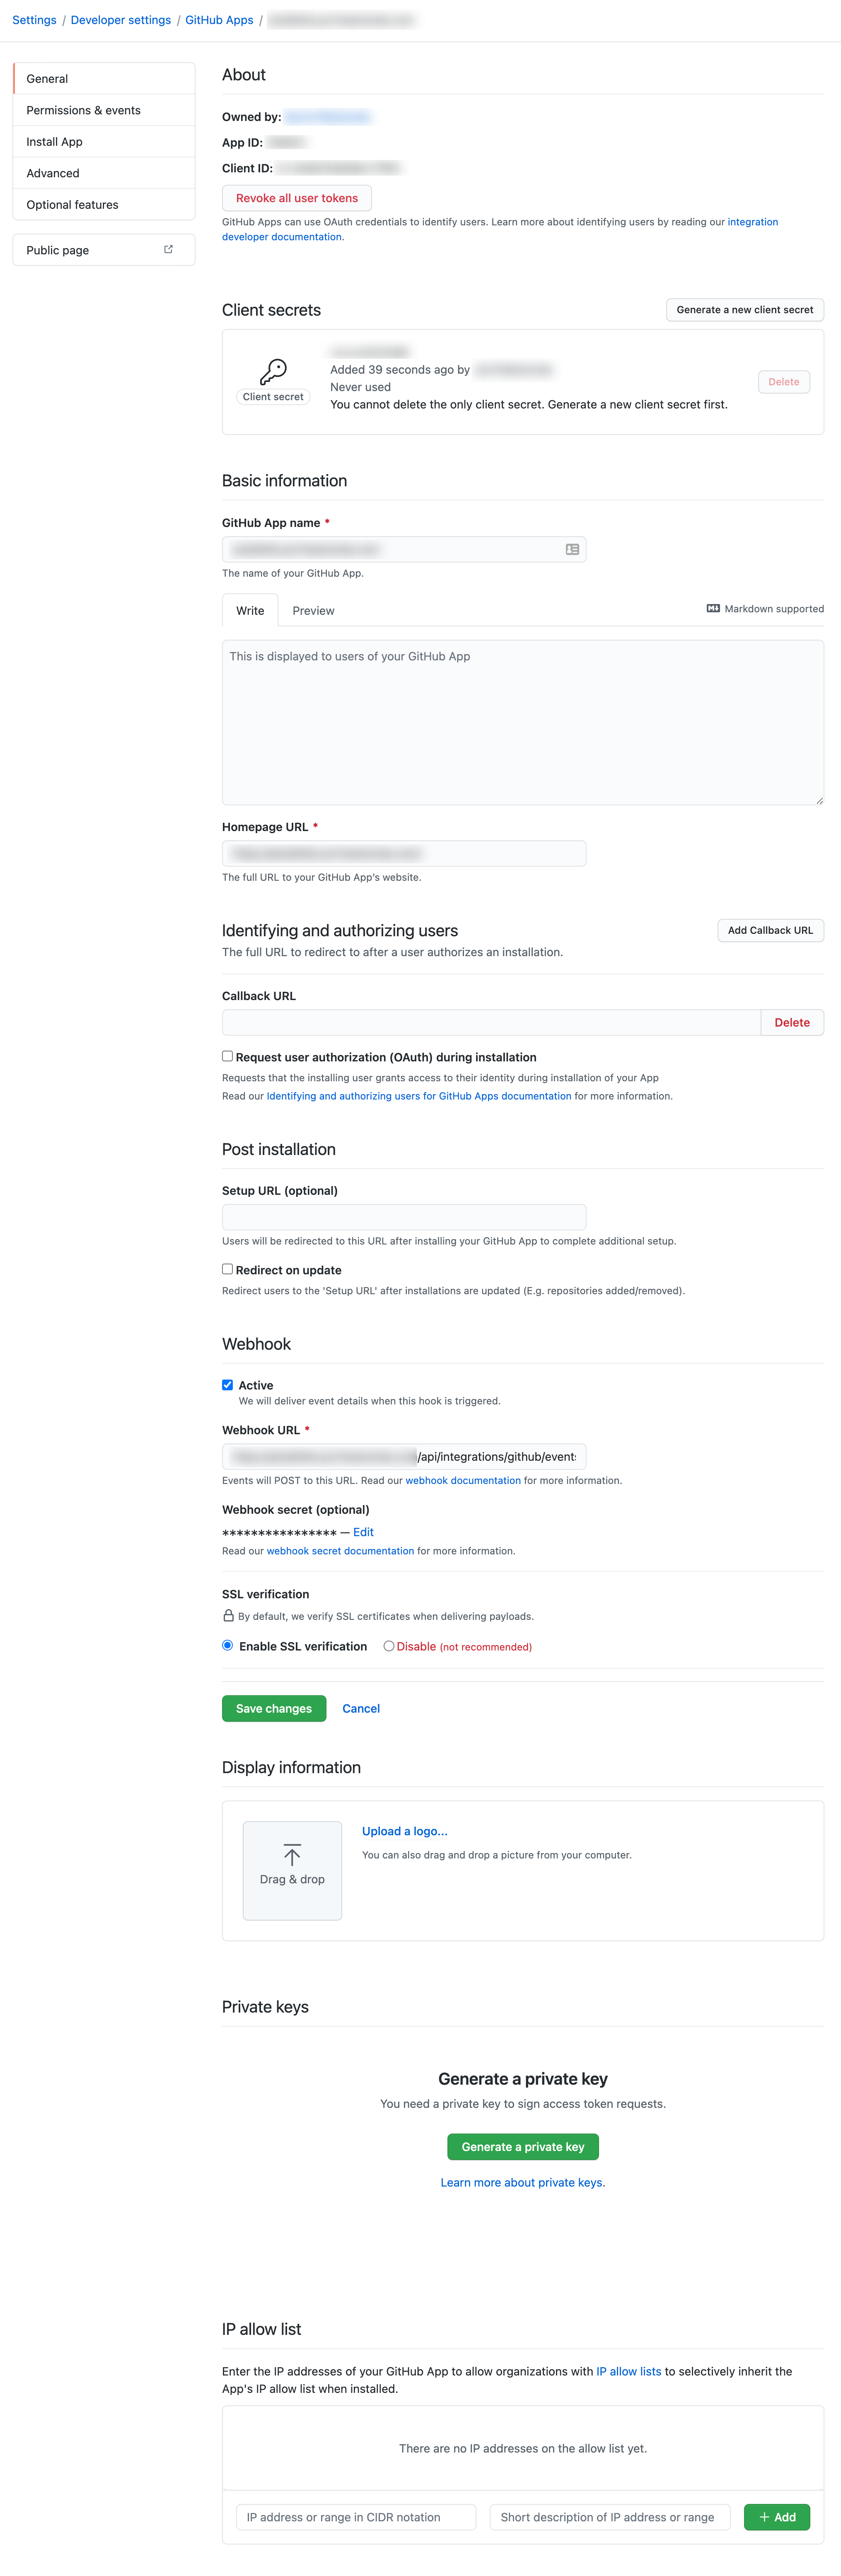 Settings / Developer settings / GitHub Apps /
General
Permissions & events
Install App
Advanced
Optional features
Public page
About
Owned by:
App ID:
Client ID:
Revoke all user tokens
GitHub Apps can use OAuth credentials to identify users. Learn more about identifying users by reading our integration
developer documentation.
Client secrets
Generate a new client secret
Client secret
Added 39 seconds ago by
Never used
You cannot delete the only client secret. Generate a new client secret first.
Delete
Basic information
GitHub App name *
The name of your GitHub App.
Write
Preview
Markdown supported
This is displayed to users of your GitHub App
Homepage URL *
The full URL to your GitHub App's website.
Identifying and authorizing users
Add Callback URL
The full URL to redirect to after a user authorizes an installation.
Callback URL
Delete
Request user authorization (OAuth) during installation
Requests that the installing user grants access to their identity during installation of your App
Read our Identifying and authorizing users for GitHub Apps documentation for more information.
Post installation
Setup URL (optional)
Users will be redirected to this URL after installing your GitHub App to complete additional setup.
Redirect on update
Redirect users to the 'Setup URL' after installations are updated (E.g. repositories added/removed).
Webhook
Active
We will deliver event details when this hook is triggered.
Webhook URL *
/api/integrations/github/event
Events will POST to this URL. Read our webhook documentation for more information.
Webhook secret (optional)
**************** — Edit
Read our webhook secret documentation for more information.
SSL verification
By default, we verify SSL certificates when delivering payloads.
Enable SSL verification
Disable (not recommended)
Save changes
Cancel
Display information
Drag & drop
Upload a logo...
You can also drag and drop a picture from your computer.
Private keys
Generate a private key
You need a private key to sign access token requests.
Generate a private key
Learn more about private keys.
IP allow list
Enter the IP addresses of your GitHub App to allow organizations with IP allow lists to selectively inherit the
App's IP allow list when installed.
There are no IP addresses on the allow list yet.
IP address or range in CIDR notation
Short description of IP address or range
+ Add